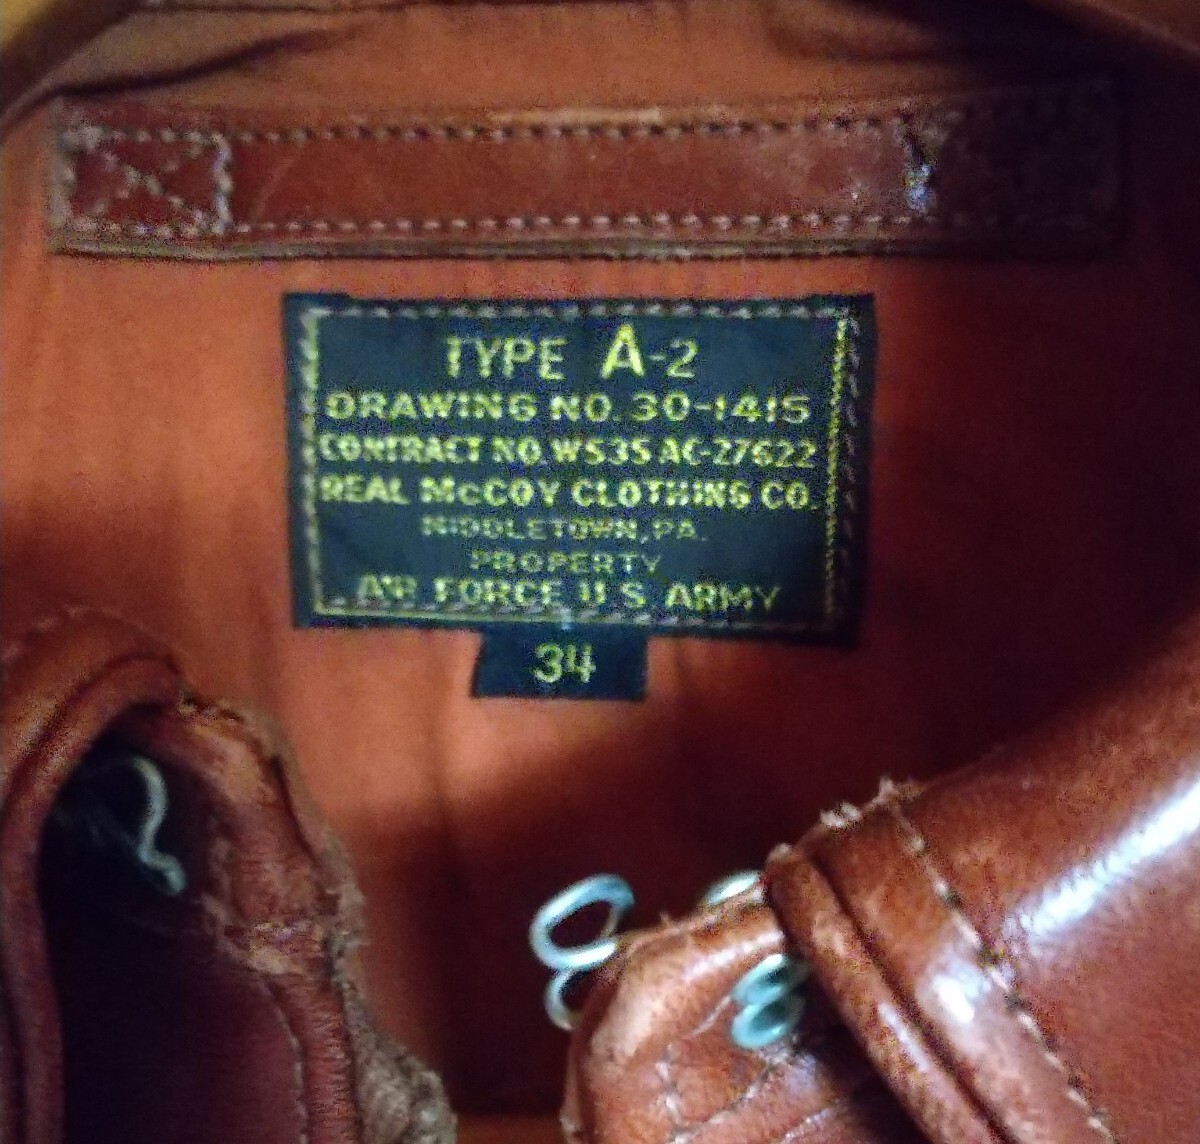 TYPE A-2
DRAWING NO. 30-1415
CONTRACT NO. W535 AC-27622
REAL McCOY CLOTHING CO.
MIDDLETOWN, PA.
PROPERTY
AIR FORCE U.S. ARMY
34